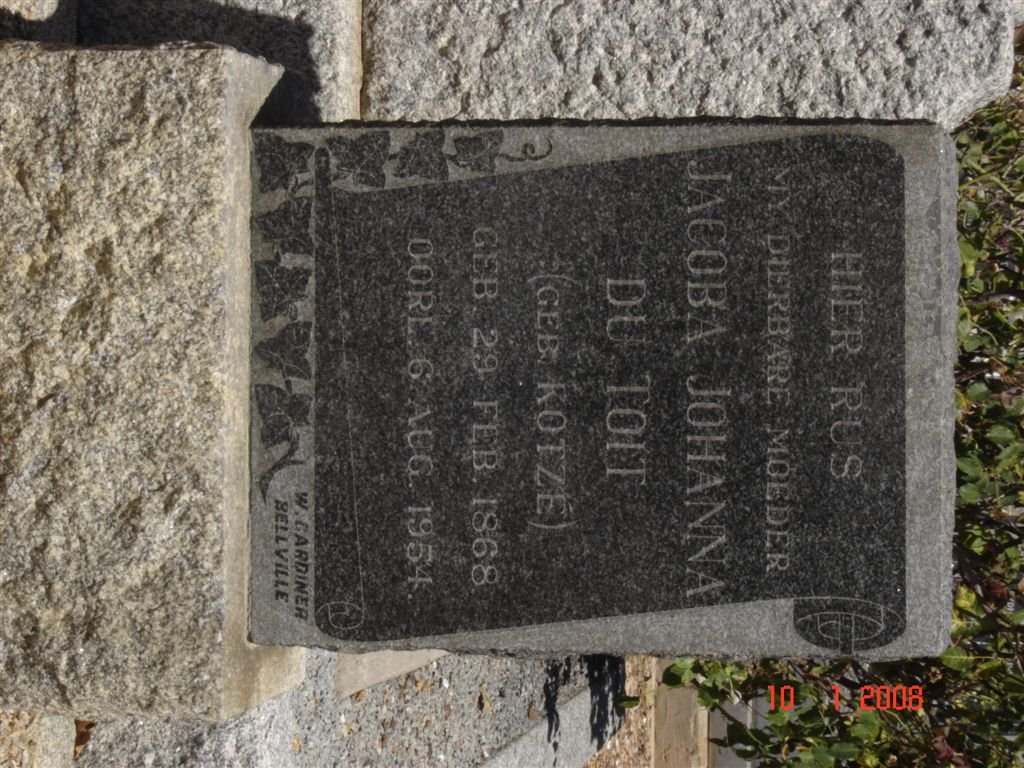 HIER RUS
MY DIERBARE MOEDER
JACOBA JOHANNA
DU TOIT
(GEB. KOTZÉ)
GEB. 29 FEB. 1868
OORL. 6 AUG. 1954.
W. GARDINER
BELLVILLE
10 1 2008